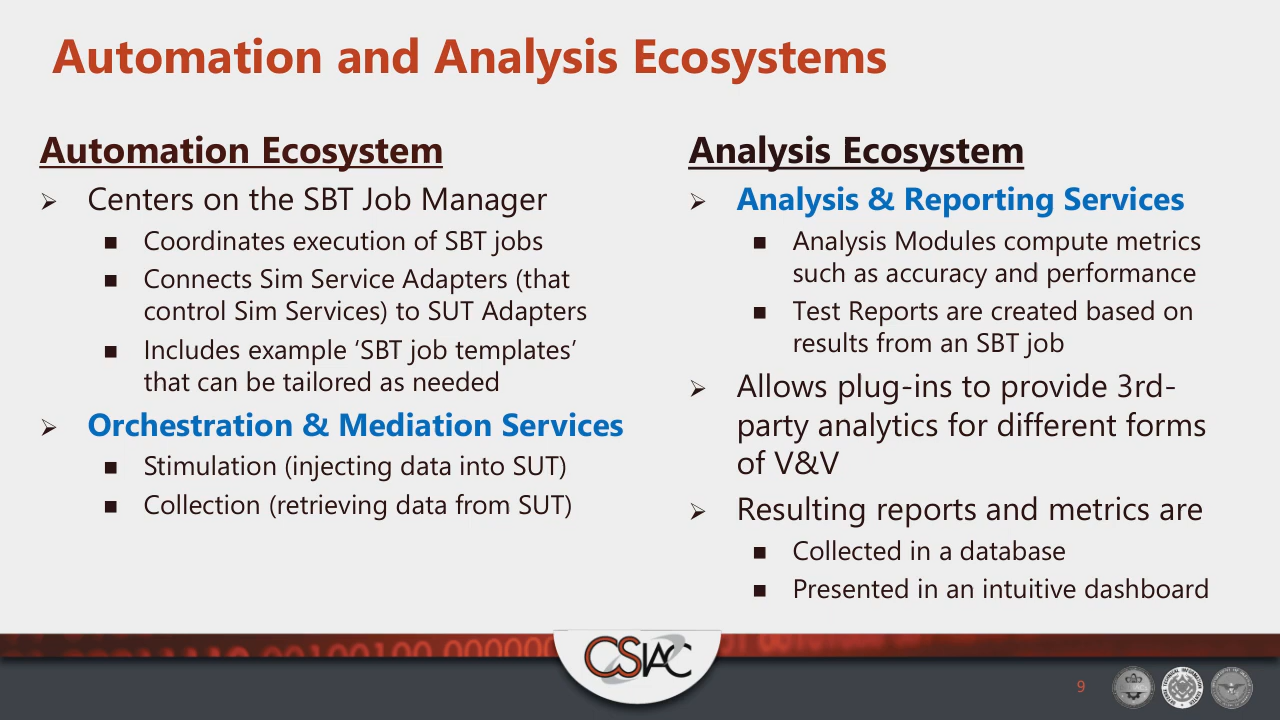 Automation and Analysis Ecosystems
Automation Ecosystem
➢ Centers on the SBT Job Manager
■ Coordinates execution of SBT jobs
■ Connects Sim Service Adapters (that
control Sim Services) to SUT Adapters
■ Includes example ‘SBT job templates’
that can be tailored as needed
➢ Orchestration & Mediation Services
■ Stimulation (injecting data into SUT)
■ Collection (retrieving data from SUT)
Analysis Ecosystem
➢ Analysis & Reporting Services
■ Analysis Modules compute metrics
such as accuracy and performance
■ Test Reports are created based on
results from an SBT job
➢ Allows plug-ins to provide 3rd-
party analytics for different forms
of V&V
➢ Resulting reports and metrics are
■ Collected in a database
■ Presented in an intuitive dashboard
CSIAC
9